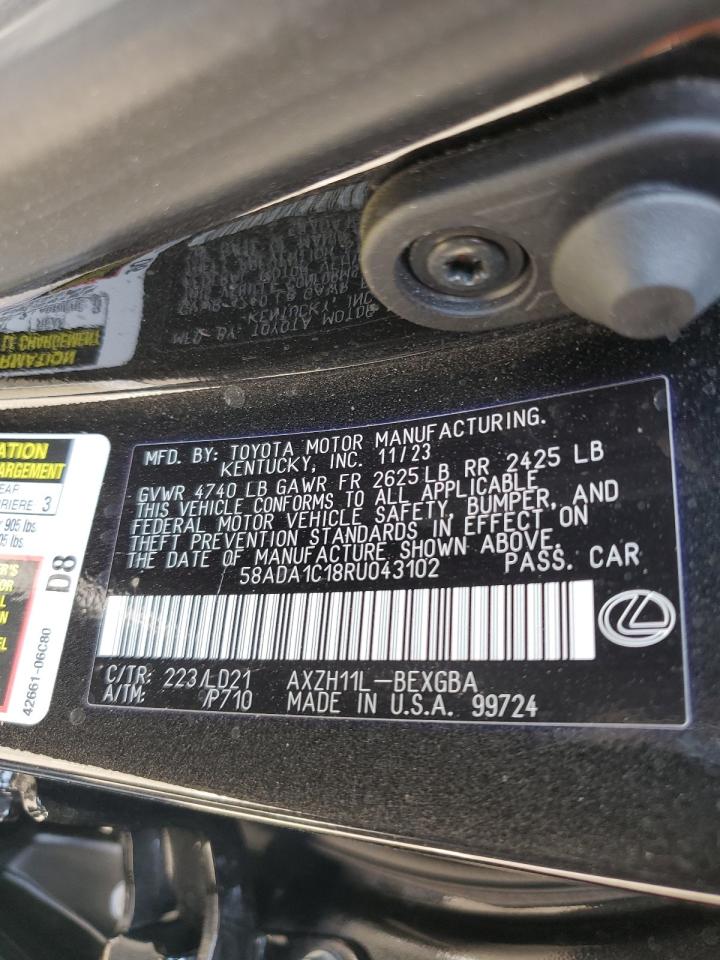 MFD. BY: TOYOTA MOTOR MANUFACTURING.
KENTUCKY, INC. 11/23
GVWR 4740 LB GAWR FR 2625 LB RR 2425 LB
THIS VEHICLE CONFORMS TO ALL APPLICABLE
FEDERAL MOTOR VEHICLE SAFETY, BUMPER, AND
THEFT PREVENTION STANDARDS IN EFFECT ON
THE DATE OF MANUFACTURE SHOWN ABOVE.
58ADA1C18RU043102 PASS. CAR
C/TR: 223/LD21 AXZH11L-BEXGBA
A/TM: /P710 MADE IN U.S.A. 99724
3
905 lbs
D8
42661-06C80